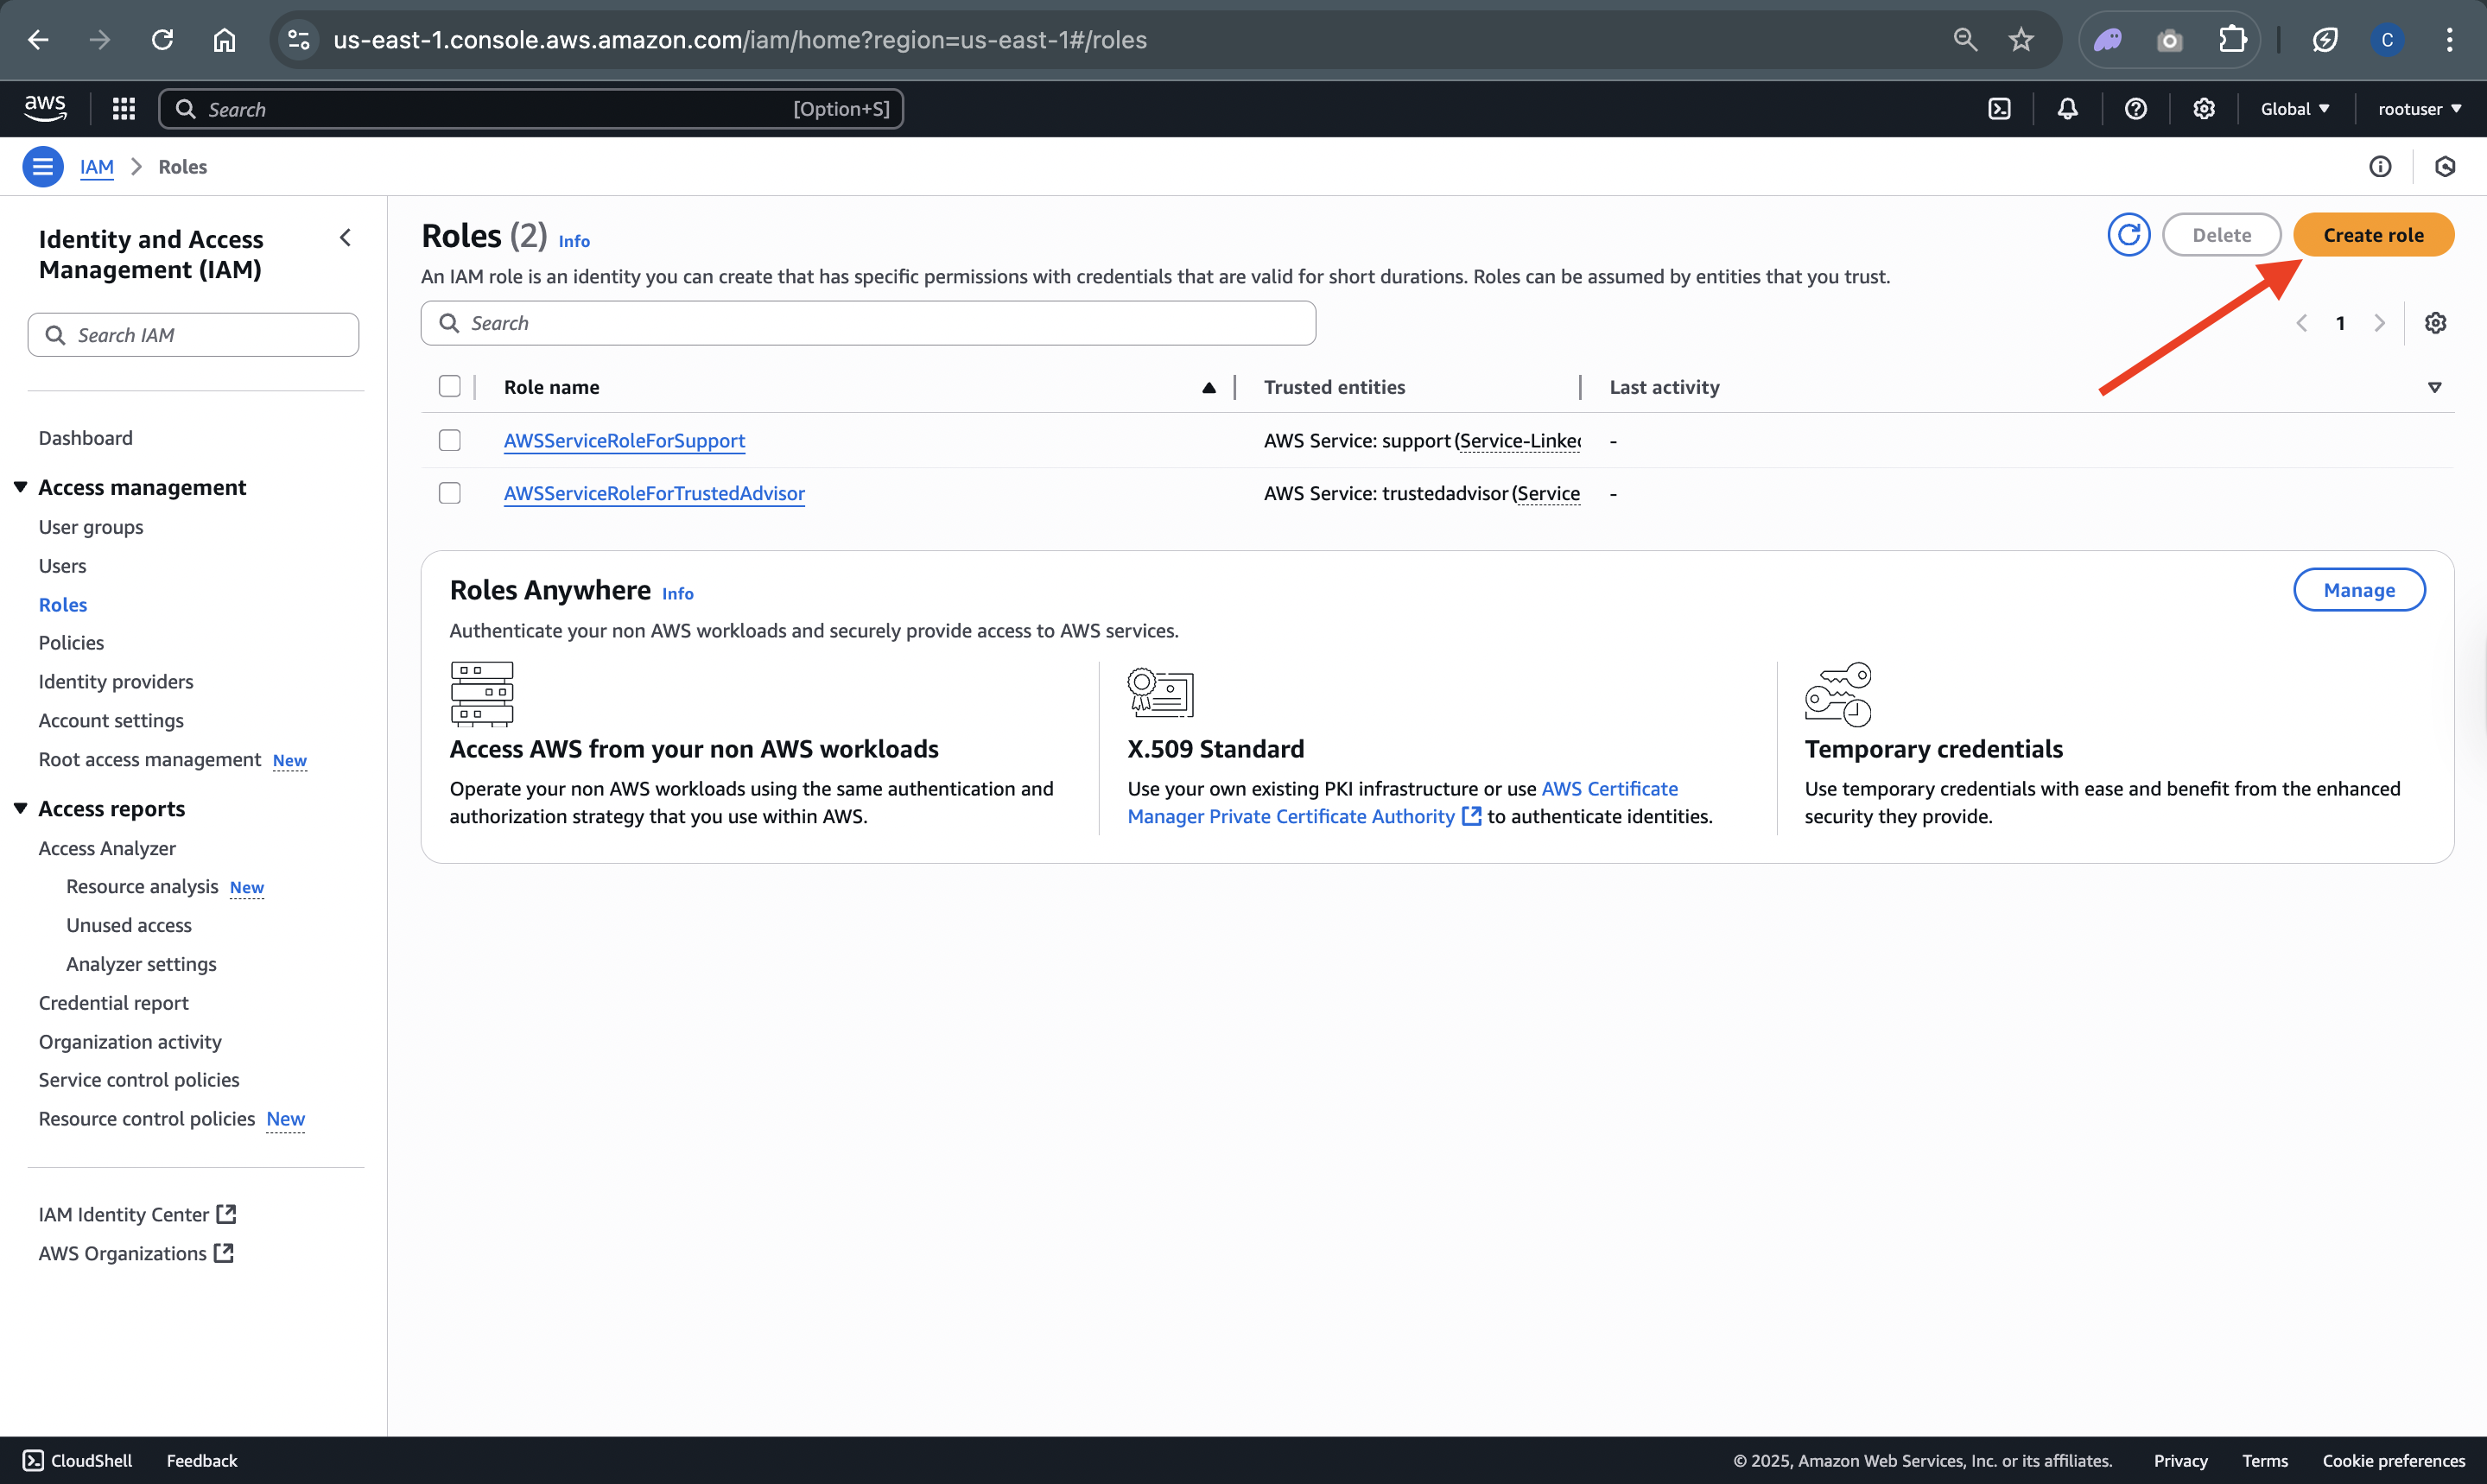 us-east-1.console.aws.amazon.com/iam/home?region=us-east-1#/roles
C
aws
Search
[Option+S]
Global
rootuser
IAM
Roles
Identity and Access
Management (IAM)
Search IAM
Dashboard
Access management
User groups
Users
Roles
Policies
Identity providers
Account settings
Root access management New
Access reports
Access Analyzer
Resource analysis New
Unused access
Analyzer settings
Credential report
Organization activity
Service control policies
Resource control policies New
IAM Identity Center
AWS Organizations
Roles (2) Info
Delete
Create role
An IAM role is an identity you can create that has specific permissions with credentials that are valid for short durations. Roles can be assumed by entities that you trust.
Search
1
Role name Trusted entities Last activity
AWSServiceRoleForSupport AWS Service: support (Service-Linked -
AWSServiceRoleForTrustedAdvisor AWS Service: trustedadvisor (Service -
Roles Anywhere Info
Manage
Authenticate your non AWS workloads and securely provide access to AWS services.
Access AWS from your non AWS workloads
Operate your non AWS workloads using the same authentication and
authorization strategy that you use within AWS.
X.509 Standard
Use your own existing PKI infrastructure or use AWS Certificate
Manager Private Certificate Authority to authenticate identities.
Temporary credentials
Use temporary credentials with ease and benefit from the enhanced
security they provide.
CloudShell
Feedback
© 2025, Amazon Web Services, Inc. or its affiliates.
Privacy
Terms
Cookie preferences